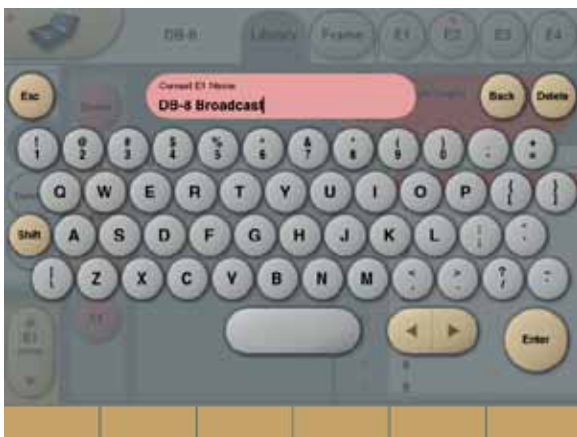 DB-8 Library Frame E1 E2 E3 E4
Current E1 Name
DB-8 Broadcast
Esc Back Delete
! @ # $ % ^ & * ( ) - +
1 2 3 4 5 6 7 8 9 0 =
Q W E R T Y U I O P { }
[ ]
Shift A S D F G H J K L : "
;
Z X C V B N M < > ? ~
, . /
E1
Enter